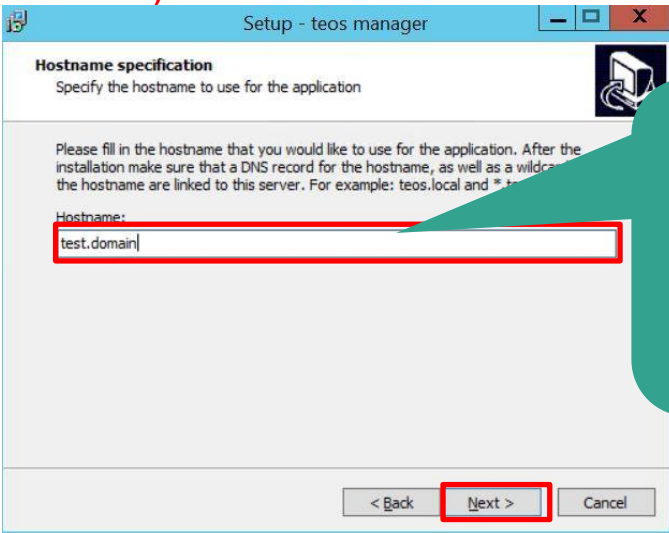 Setup - teos manager
Hostname specification
Specify the hostname to use for the application
Please fill in the hostname that you would like to use for the application. After the
installation make sure that a DNS record for the hostname, as well as a
the hostname are linked to this server. For example: teos.local and *
Hostname:
test.domain
< Back Next > Cancel